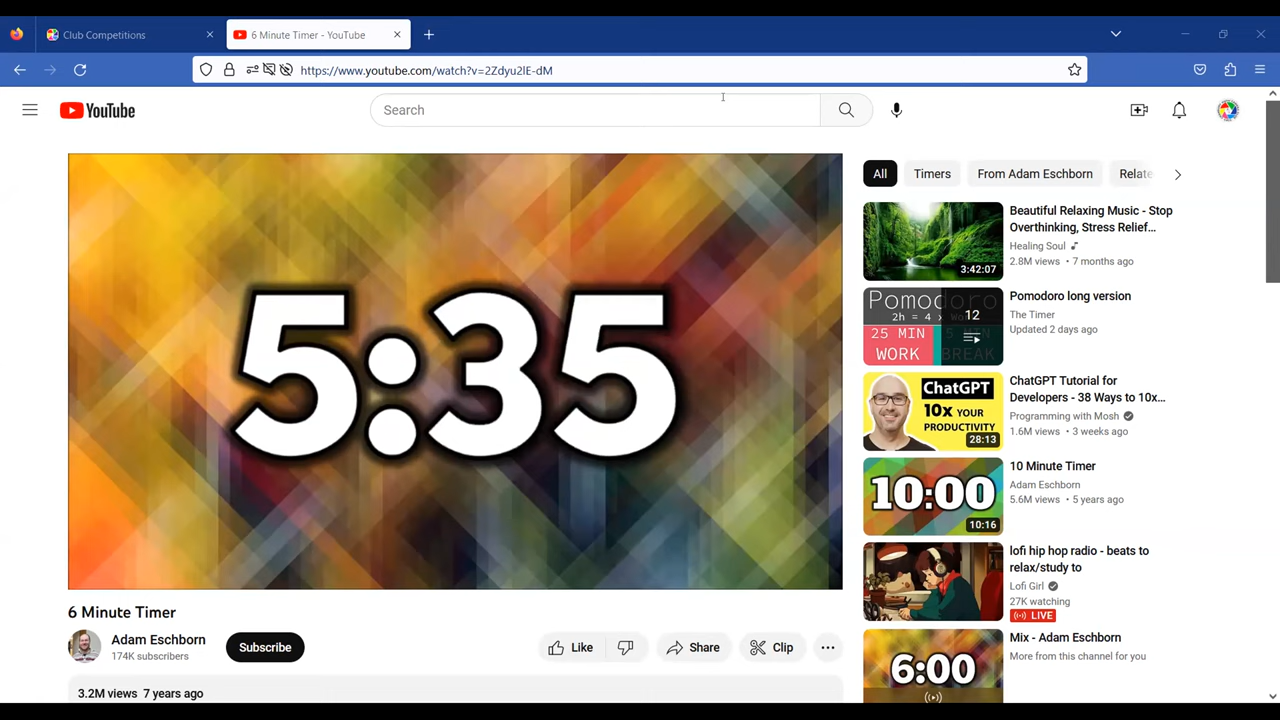 Club Competitions
6 Minute Timer - YouTube
https://www.youtube.com/watch?v=2Zdyu2lE-dM
YouTube
Search
5:35
6 Minute Timer
Adam Eschborn
174K subscribers
Subscribe
Like
Share
Clip
3.2M views 7 years ago
All
Timers
From Adam Eschborn
Relate
3:42:07
Beautiful Relaxing Music - Stop
Overthinking, Stress Relief...
Healing Soul
2.8M views • 7 months ago
Pomodoro
2h = 4 x Wo
25 MIN
WORK
5 MIN
BREAK
12
Pomodoro long version
The Timer
Updated 2 days ago
ChatGPT
10x YOUR
PRODUCTIVITY
28:13
ChatGPT Tutorial for
Developers - 38 Ways to 10x...
Programming with Mosh
1.6M views • 3 weeks ago
10:00
10:16
10 Minute Timer
Adam Eschborn
5.6M views • 5 years ago
lofi hip hop radio - beats to
relax/study to
Lofi Girl
27K watching
LIVE
6:00
Mix - Adam Eschborn
More from this channel for you